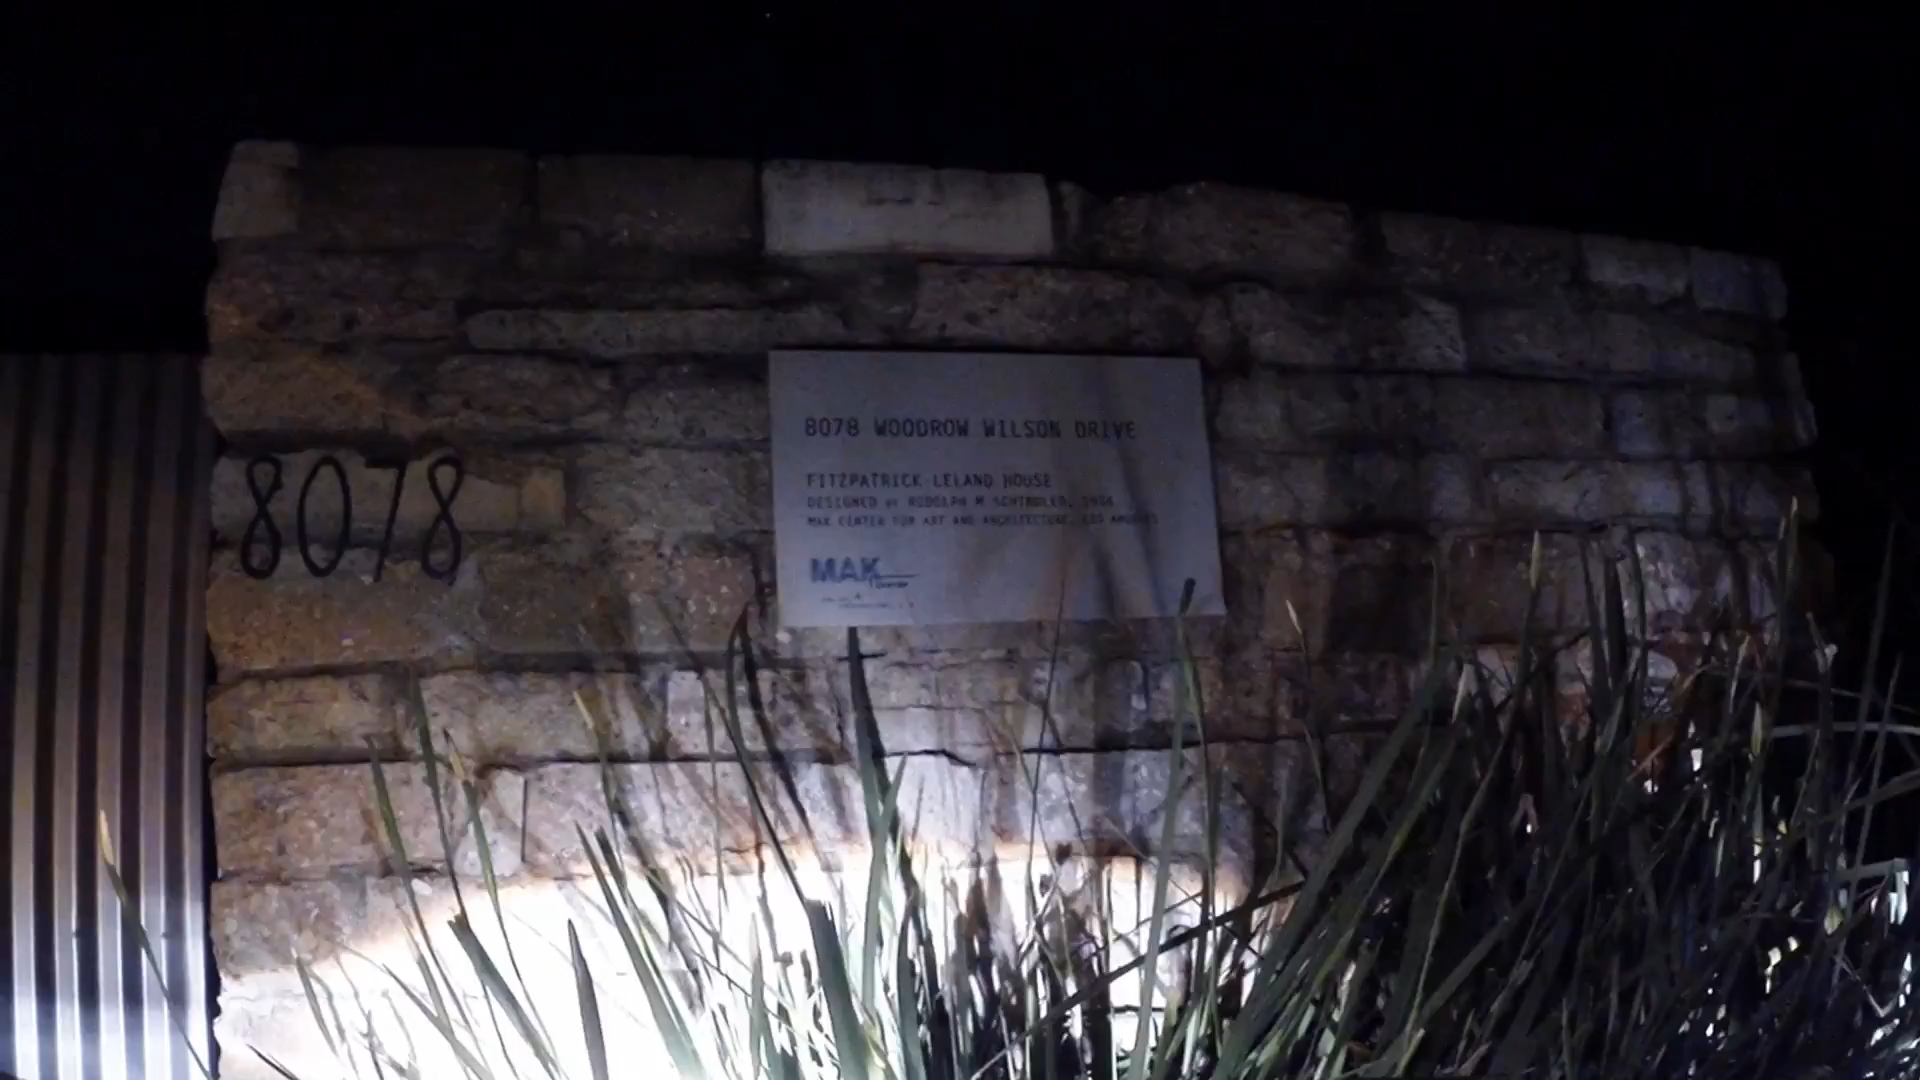 8078
8078 WOODROW WILSON DRIVE
FITZPATRICK-LELAND HOUSE
DESIGNED BY RUDOLPH M SCHINDLER, 1936
MAK CENTER FOR ART AND ARCHITECTURE, LOS ANGELES
MAK
Center